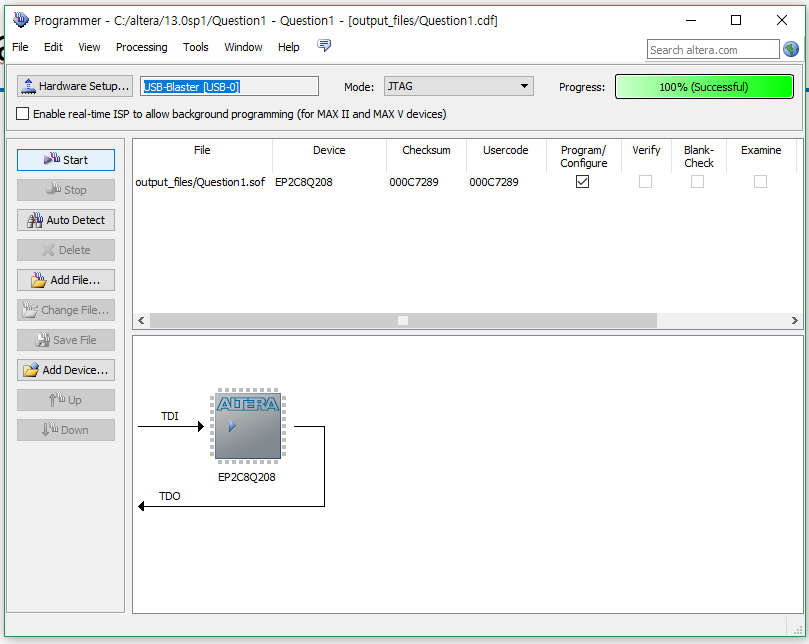 Programmer - C:/altera/13.0sp1/Question1 - Question1 - [output_files/Question1.cdf]
File Edit View Processing Tools Window Help
Search altera.com
Hardware Setup... USB-Blaster [USB-0] Mode: JTAG Progress: 100% (Successful)
Enable real-time ISP to allow background programming (for MAX II and MAX V devices)
Start
Stop
Auto Detect
Delete
Add File...
Change File...
Save File
Add Device...
Up
Down
File Device Checksum Usercode Program/ Verify Blank- Examine
Configure Check
output_files/Question1.sof EP2C8Q208 000C7289 000C7289
TDI
ALTERA
EP2C8Q208
TDO